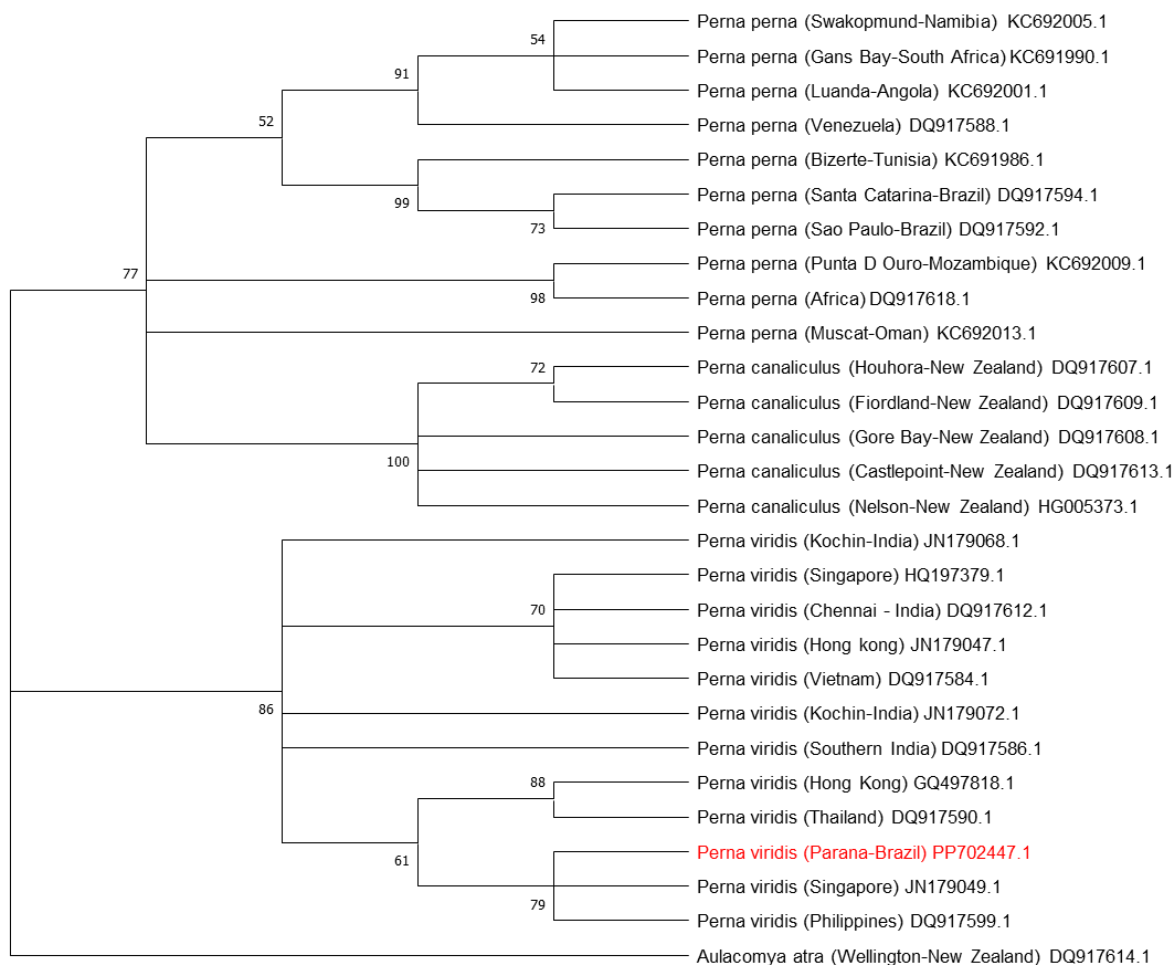 Perna perna (Swakopmund-Namibia) KC692005.1
54
Perna perna (Gans Bay-South Africa) KC691990.1
91
Perna perna (Luanda-Angola) KC692001.1
52
Perna perna (Venezuela) DQ917588.1
Perna perna (Bizerte-Tunisia) KC691986.1
99
Perna perna (Santa Catarina-Brazil) DQ917594.1
73
Perna perna (Sao Paulo-Brazil) DQ917592.1
77
Perna perna (Punta D Ouro-Mozambique) KC692009.1
98
Perna perna (Africa) DQ917618.1
Perna perna (Muscat-Oman) KC692013.1
72
Perna canaliculus (Houhora-New Zealand) DQ917607.1
Perna canaliculus (Fiordland-New Zealand) DQ917609.1
Perna canaliculus (Gore Bay-New Zealand) DQ917608.1
100
Perna canaliculus (Castlepoint-New Zealand) DQ917613.1
Perna canaliculus (Nelson-New Zealand) HG005373.1
Perna viridis (Kochin-India) JN179068.1
Perna viridis (Singapore) HQ197379.1
70
Perna viridis (Chennai - India) DQ917612.1
Perna viridis (Hong kong) JN179047.1
Perna viridis (Vietnam) DQ917584.1
86
Perna viridis (Kochin-India) JN179072.1
Perna viridis (Southern India) DQ917586.1
88
Perna viridis (Hong Kong) GQ497818.1
Perna viridis (Thailand) DQ917590.1
61
Perna viridis (Parana-Brazil) PP702447.1
Perna viridis (Singapore) JN179049.1
79
Perna viridis (Philippines) DQ917599.1
Aulacomya atra (Wellington-New Zealand) DQ917614.1